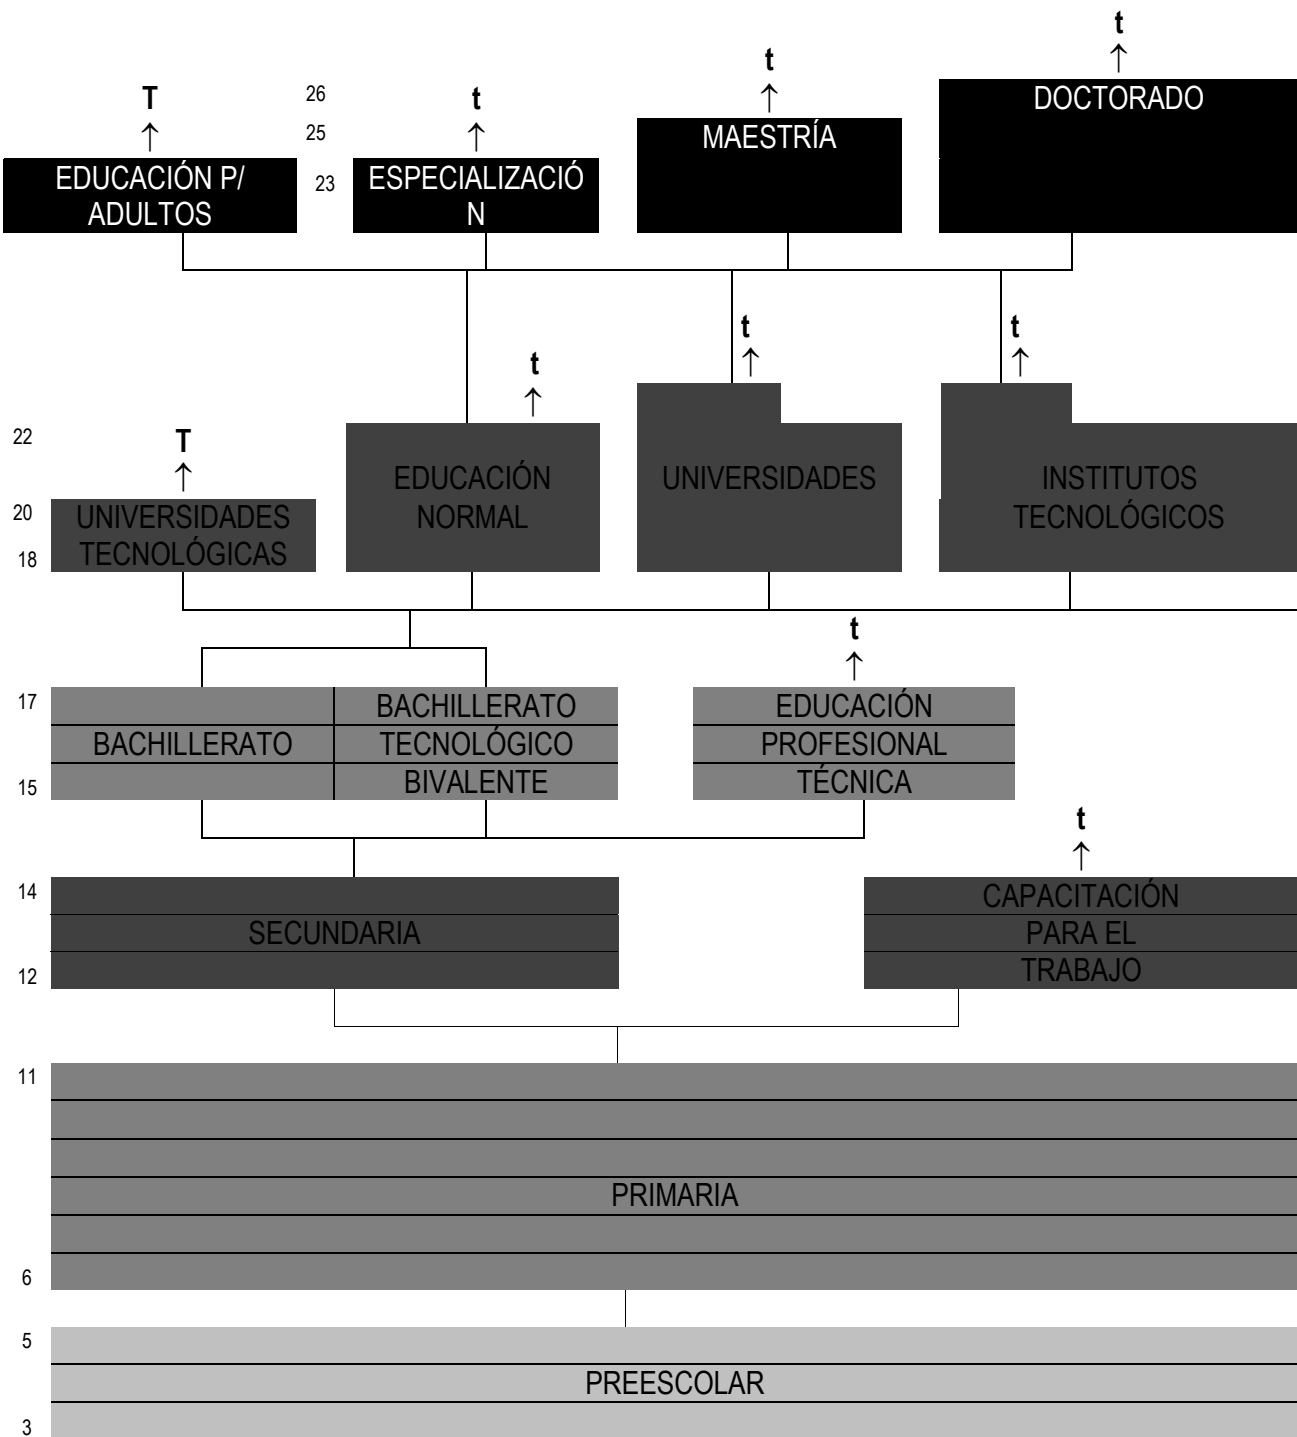 t
t
DOCTORADO
T
26
t
MAESTRÍA
25
EDUCACIÓN P/
ADULTOS
23
ESPECIALIZACIÓ
N
t
t
t
22
T
EDUCACIÓN
NORMAL
UNIVERSIDADES
INSTITUTOS
TECNOLÓGICOS
20
UNIVERSIDADES
TECNOLÓGICAS
18
t
17
BACHILLERATO
BACHILLERATO
TECNOLÓGICO
BIVALENTE
EDUCACIÓN
PROFESIONAL
TÉCNICA
15
t
14
SECUNDARIA
CAPACITACIÓN
PARA EL
TRABAJO
12
11
PRIMARIA
6
5
PREESCOLAR
3